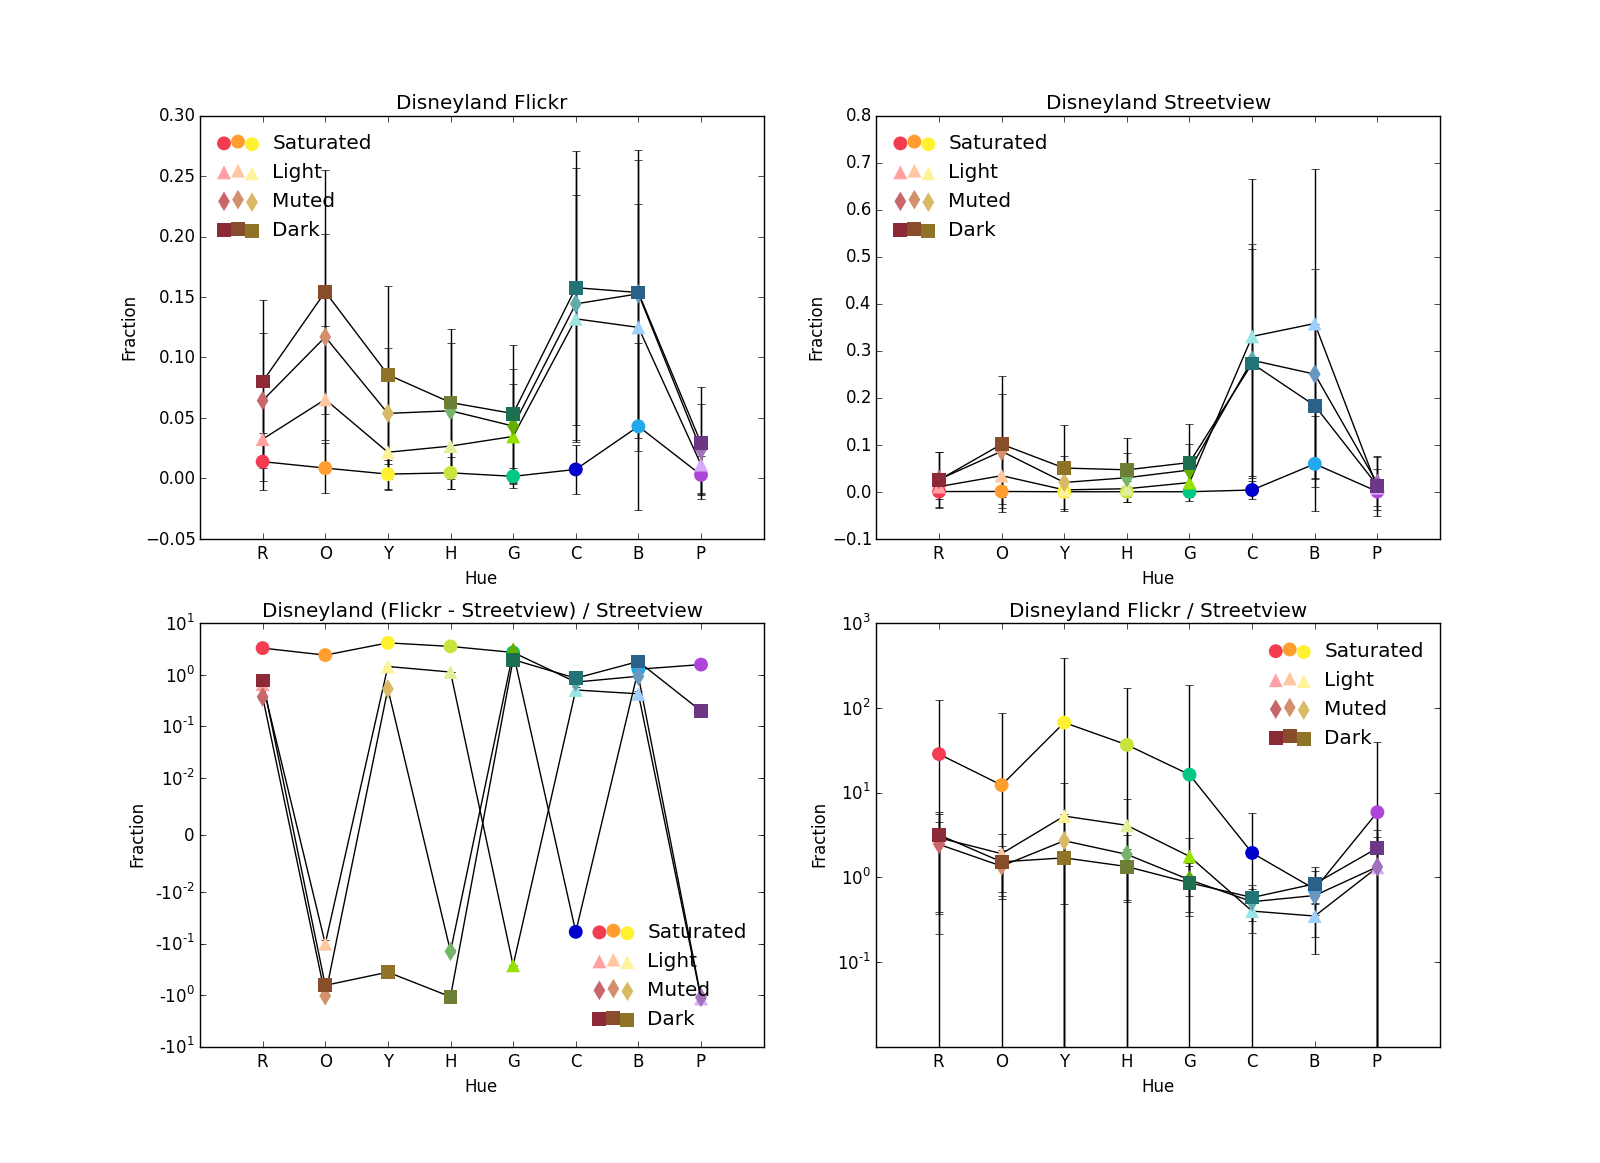 Disneyland Flickr
0.30
0.25
0.20
0.15
0.10
0.05
0.00
−0.05
Fraction
Saturated
Light
Muted
Dark
R O Y H G C B P
Hue
Disneyland Streetview
0.8
0.7
0.6
0.5
0.4
0.3
0.2
0.1
0.0
−0.1
Fraction
Saturated
Light
Muted
Dark
R O Y H G C B P
Hue
Disneyland (Flickr - Streetview) / Streetview
10^1
10^0
10^-1
10^-2
0
-10^-2
-10^-1
-10^0
-10^1
Fraction
Saturated
Light
Muted
Dark
R O Y H G C B P
Hue
Disneyland Flickr / Streetview
10^3
10^2
10^1
10^0
10^-1
Fraction
Saturated
Light
Muted
Dark
R O Y H G C B P
Hue